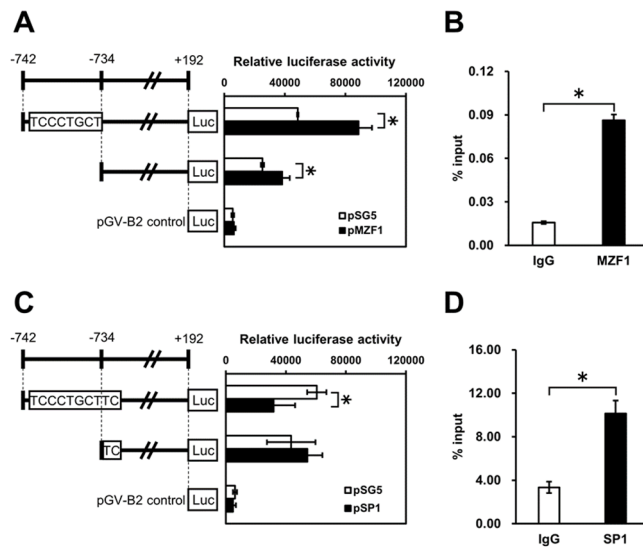 A
-742
-734
+192
Relative luciferase activity
0
40000
80000
120000
TCCCTGCT
Luc
*
Luc
*
pGV-B2 control
Luc
pSG5
pMZF1
B
% input
0.12
0.09
0.06
0.03
0.00
*
IgG
MZF1
C
-742
-734
+192
Relative luciferase activity
0
40000
80000
120000
TCCCTGCTTC
Luc
*
TC
Luc
pGV-B2 control
Luc
pSG5
pSP1
D
% input
16.00
12.00
8.00
4.00
0.00
*
IgG
SP1